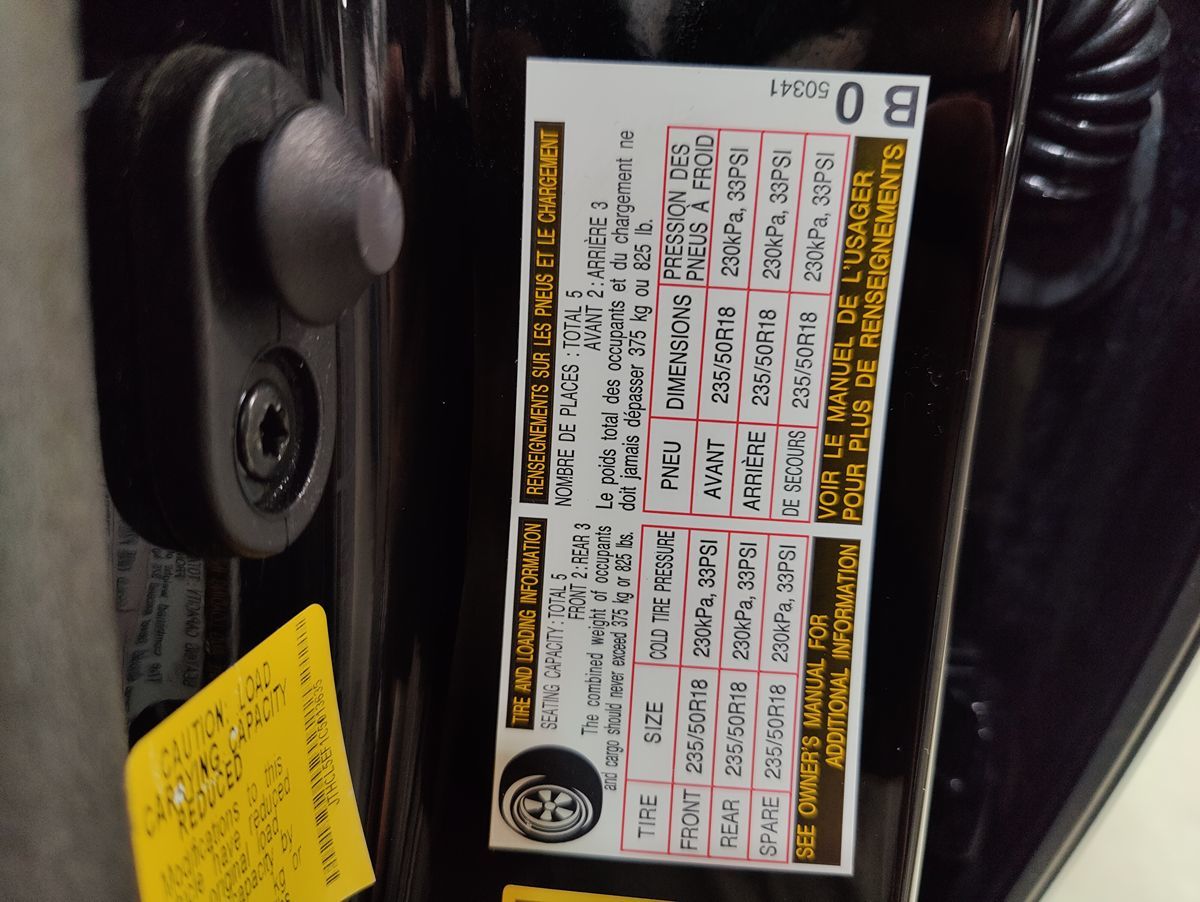 TIRE AND LOADING INFORMATION
SEATING CAPACITY : TOTAL 5
FRONT 2 : REAR 3
The combined weight of occupants
and cargo should never exceed 375 kg or 825 lbs.
TIRE SIZE COLD TIRE PRESSURE
FRONT 235/50R18 230kPa, 33PSI
REAR 235/50R18 230kPa, 33PSI
SPARE 235/50R18 230kPa, 33PSI
SEE OWNER'S MANUAL FOR
ADDITIONAL INFORMATION
RENSEIGNEMENTS SUR LES PNEUS ET LE CHARGEMENT
NOMBRE DE PLACES : TOTAL 5
AVANT 2 : ARRIÈRE 3
Le poids total des occupants et du chargement ne
doit jamais dépasser 375 kg ou 825 lb.
PNEU DIMENSIONS PRESSION DES
PNEUS À FROID
AVANT 235/50R18 230kPa, 33PSI
ARRIÈRE 235/50R18 230kPa, 33PSI
DE SECOURS 235/50R18 230kPa, 33PSI
VOIR LE MANUEL DE L'USAGER
POUR PLUS DE RENSEIGNEMENTS
50341
B0
CAUTION: LOAD
CARRYING CAPACITY
REDUCED
Modifications to this
have reduced
original load
capacity by
kg or